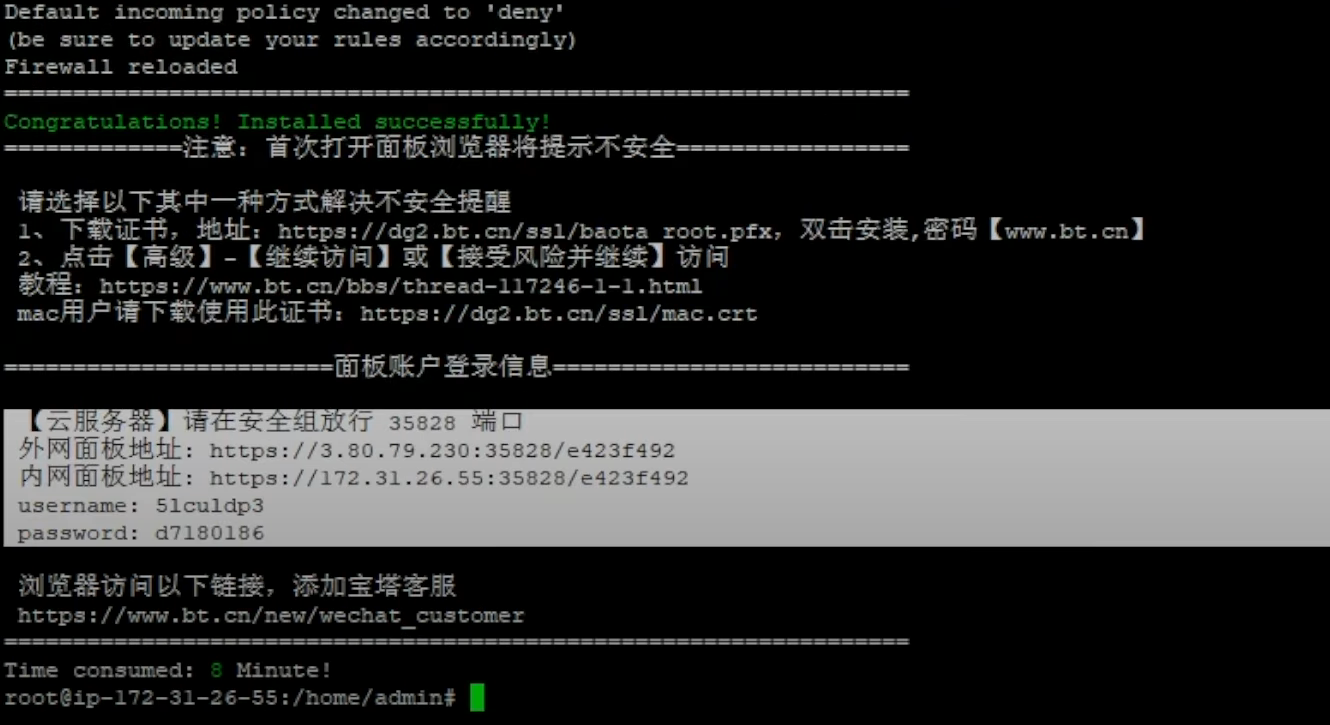 Default incoming policy changed to 'deny'
(be sure to update your rules accordingly)
Firewall reloaded
==================================================================
Congratulations! Installed successfully!
=============注意：首次打开面板浏览器将提示不安全=================
请选择以下其中一种方式解决不安全提醒
1、下载证书，地址：https://dg2.bt.cn/ssl/baota_root.pfx，双击安装,密码【www.bt.cn】
2、点击【高级】-【继续访问】或【接受风险并继续】访问
教程：https://www.bt.cn/bbs/thread-117246-1-1.html
mac用户请下载使用此证书：https://dg2.bt.cn/ssl/mac.crt
========================面板账户登录信息==========================
【云服务器】请在安全组放行 35828 端口
外网面板地址: https://3.80.79.230:35828/e423f492
内网面板地址: https://172.31.26.55:35828/e423f492
username: 5lculdp3
password: d7180186
浏览器访问以下链接，添加宝塔客服
https://www.bt.cn/new/wechat_customer
==================================================================
Time consumed: 8 Minute!
root@ip-172-31-26-55:/home/admin#